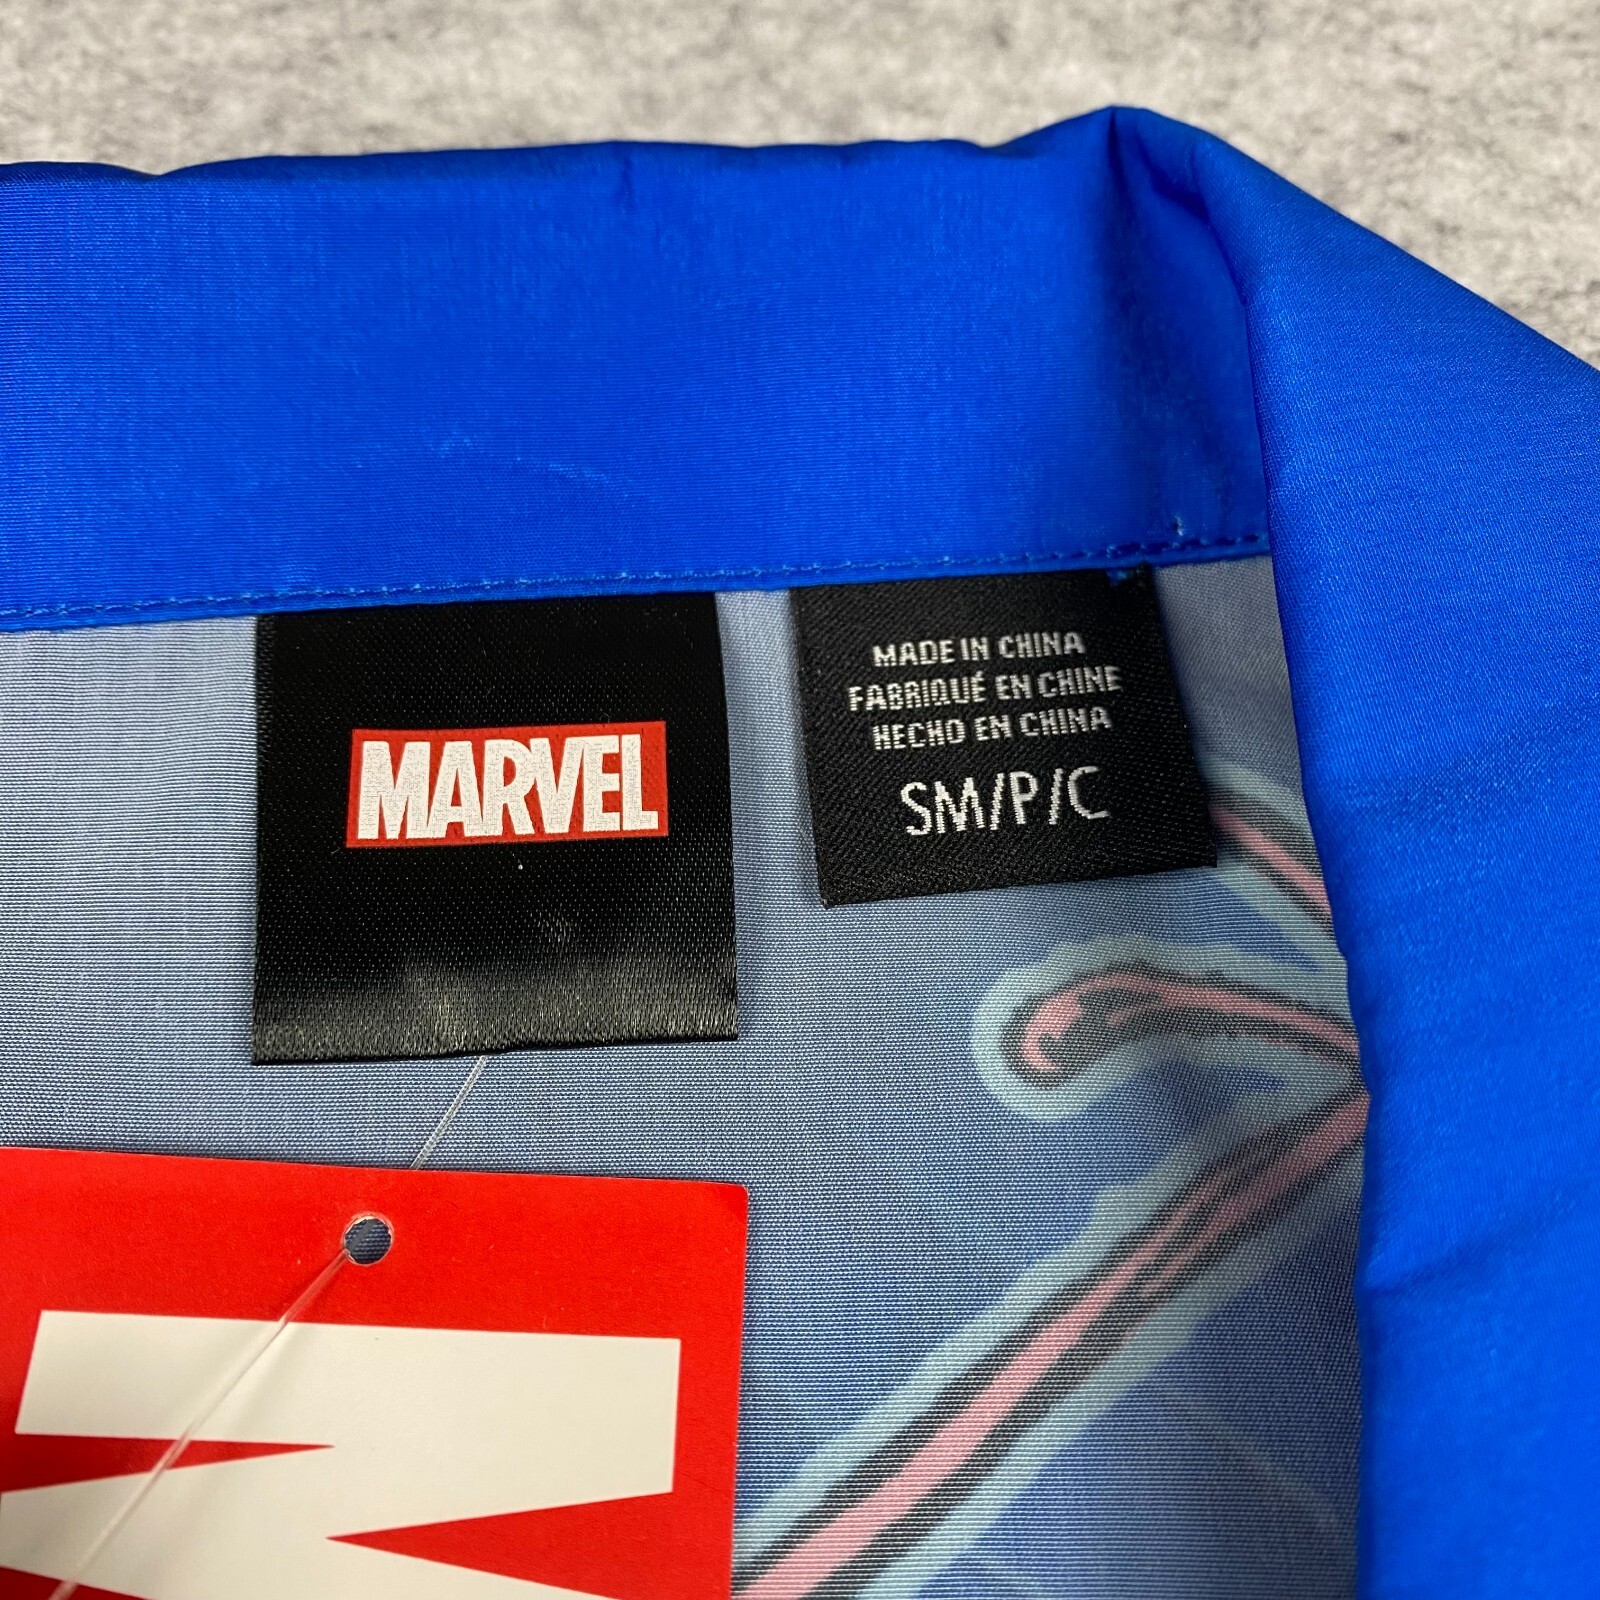 MARVEL
MADE IN CHINA
FABRIQUÉ EN CHINE
HECHO EN CHINA
SM/P/C
M